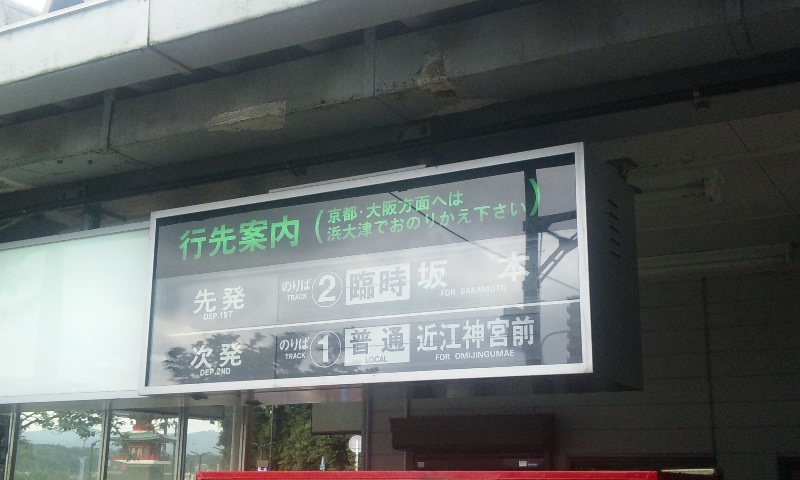 行先案内 (京都・大阪方面へは
浜大津でおのりかえ下さい)
先発 のりば ② 臨時 坂本
DEP.1ST TRACK FOR SAKAMOTO
次発 のりば ① 普通 近江神宮前
DEP.2ND TRACK LOCAL FOR OMIJINGUMAE